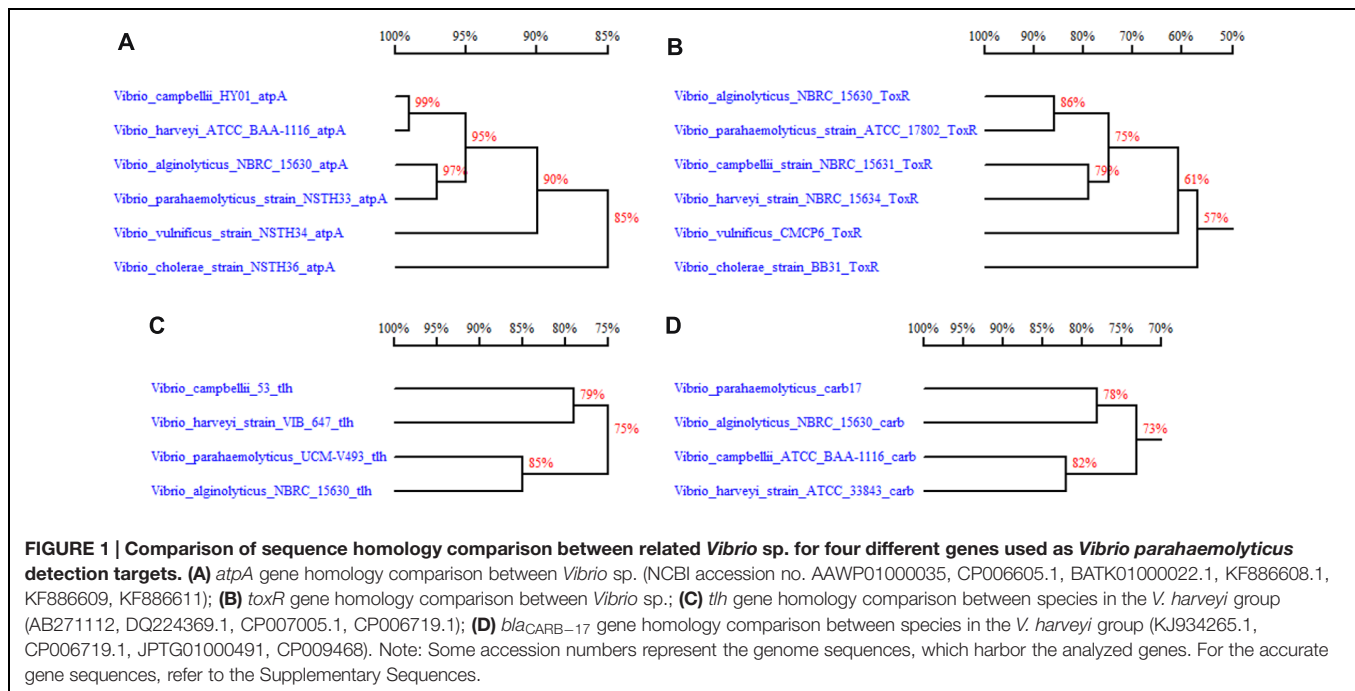 A
100% 95% 90% 85%
Vibrio_campbellii_HY01_atpA
99%
Vibrio_harveyi_ATCC_BAA-1116_atpA
95%
Vibrio_alginolyticus_NBRC_15630_atpA
97%
90%
Vibrio_parahaemolyticus_strain_NSTH33_atpA
85%
Vibrio_vulnificus_strain_NSTH34_atpA
Vibrio_cholerae_strain_NSTH36_atpA
B
100% 90% 80% 70% 60% 50%
Vibrio_alginolyticus_NBRC_15630_ToxR
86%
Vibrio_parahaemolyticus_strain_ATCC_17802_ToxR
75%
Vibrio_campbellii_strain_NBRC_15631_ToxR
79%
61%
Vibrio_harveyi_strain_NBRC_15634_ToxR
57%
Vibrio_vulnificus_CMCP6_ToxR
Vibrio_cholerae_strain_BB31_ToxR
C
100% 95% 90% 85% 80% 75%
Vibrio_campbellii_53_tlh
79%
Vibrio_harveyi_strain_VIB_647_tlh
75%
Vibrio_parahaemolyticus_UCM-V493_tlh
85%
Vibrio_alginolyticus_NBRC_15630_tlh
D
100% 95% 90% 85% 80% 75% 70%
Vibrio_parahaemolyticus_carb17
78%
Vibrio_alginolyticus_NBRC_15630_carb
73%
Vibrio_campbellii_ATCC_BAA-1116_carb
82%
Vibrio_harveyi_strain_ATCC_33843_carb
FIGURE 1 | Comparison of sequence homology comparison between related Vibrio sp. for four different genes used as Vibrio parahaemolyticus
detection targets. (A) atpA gene homology comparison between Vibrio sp. (NCBI accession no. AAWP01000035, CP006605.1, BATK01000022.1, KF886608.1,
KF886609, KF886611); (B) toxR gene homology comparison between Vibrio sp.; (C) tlh gene homology comparison between species in the V. harveyi group
(AB271112, DQ224369.1, CP007005.1, CP006719.1); (D) blaCARB−17 gene homology comparison between species in the V. harveyi group (KJ934265.1,
CP006719.1, JPTG01000491, CP009468). Note: Some accession numbers represent the genome sequences, which harbor the analyzed genes. For the accurate
gene sequences, refer to the Supplementary Sequences.